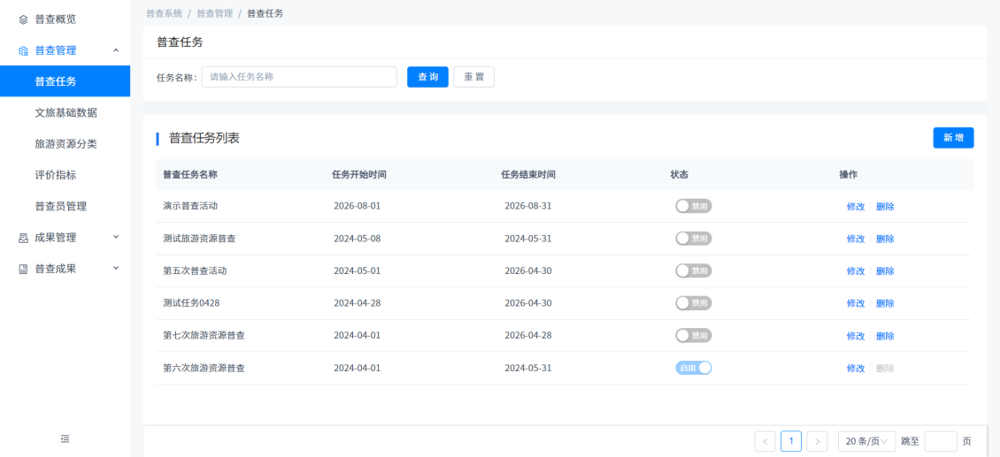 普查概览
普查管理
普查任务
文旅基础数据
旅游资源分类
评价指标
普查员管理
成果管理
普查成果
普查系统 / 普查管理 / 普查任务
普查任务
任务名称: 请输入任务名称 查询 重置
普查任务列表 新增
普查任务名称 任务开始时间 任务结束时间 状态 操作
演示普查活动 2026-08-01 2026-08-31 禁用 修改 删除
测试旅游资源普查 2024-05-08 2024-05-31 禁用 修改 删除
第五次普查活动 2024-05-01 2026-04-30 禁用 修改 删除
测试任务0428 2024-04-28 2026-04-30 禁用 修改 删除
第七次旅游资源普查 2024-04-01 2026-04-28 禁用 修改 删除
第六次旅游资源普查 2024-04-01 2024-05-31 启用 修改 删除
< 1 > 20 条/页 跳至 页